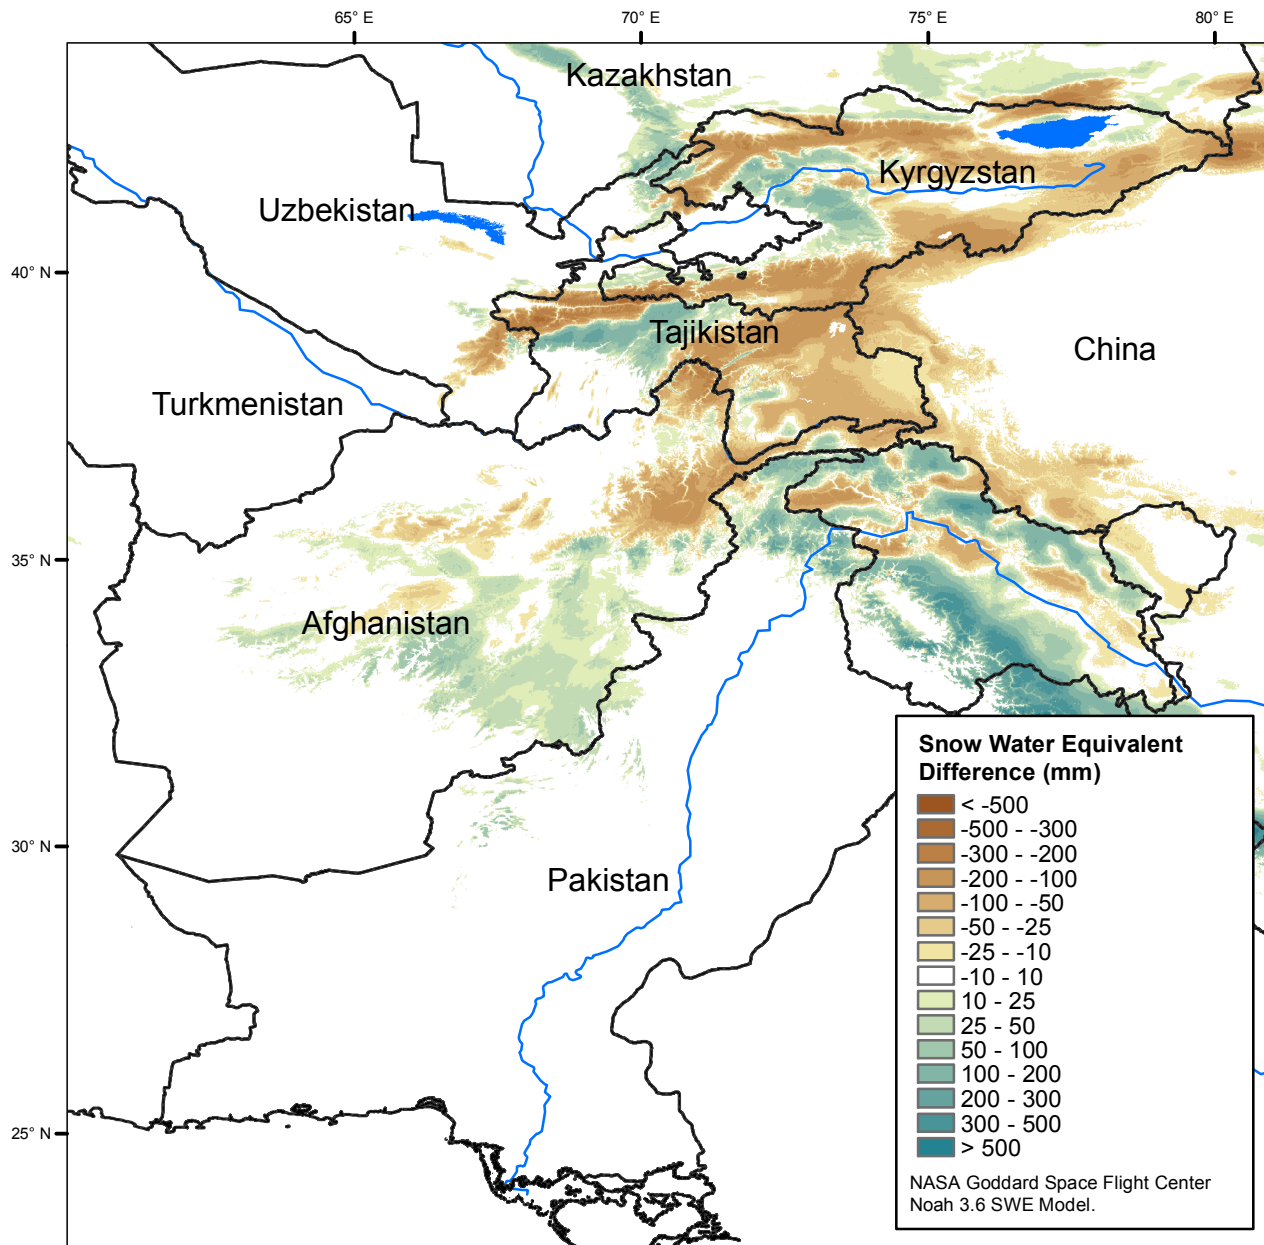 65° E
70° E
75° E
80° E
Kazakhstan
Kyrgyzstan
Uzbekistan
40° N
Tajikistan
China
Turkmenistan
35° N
Afghanistan
30° N
Pakistan
25° N
Snow Water Equivalent
Difference (mm)
< -500
-500 - -300
-300 - -200
-200 - -100
-100 - -50
-50 - -25
-25 - -10
-10 - 10
10 - 25
25 - 50
50 - 100
100 - 200
200 - 300
300 - 500
> 500
NASA Goddard Space Flight Center
Noah 3.6 SWE Model.